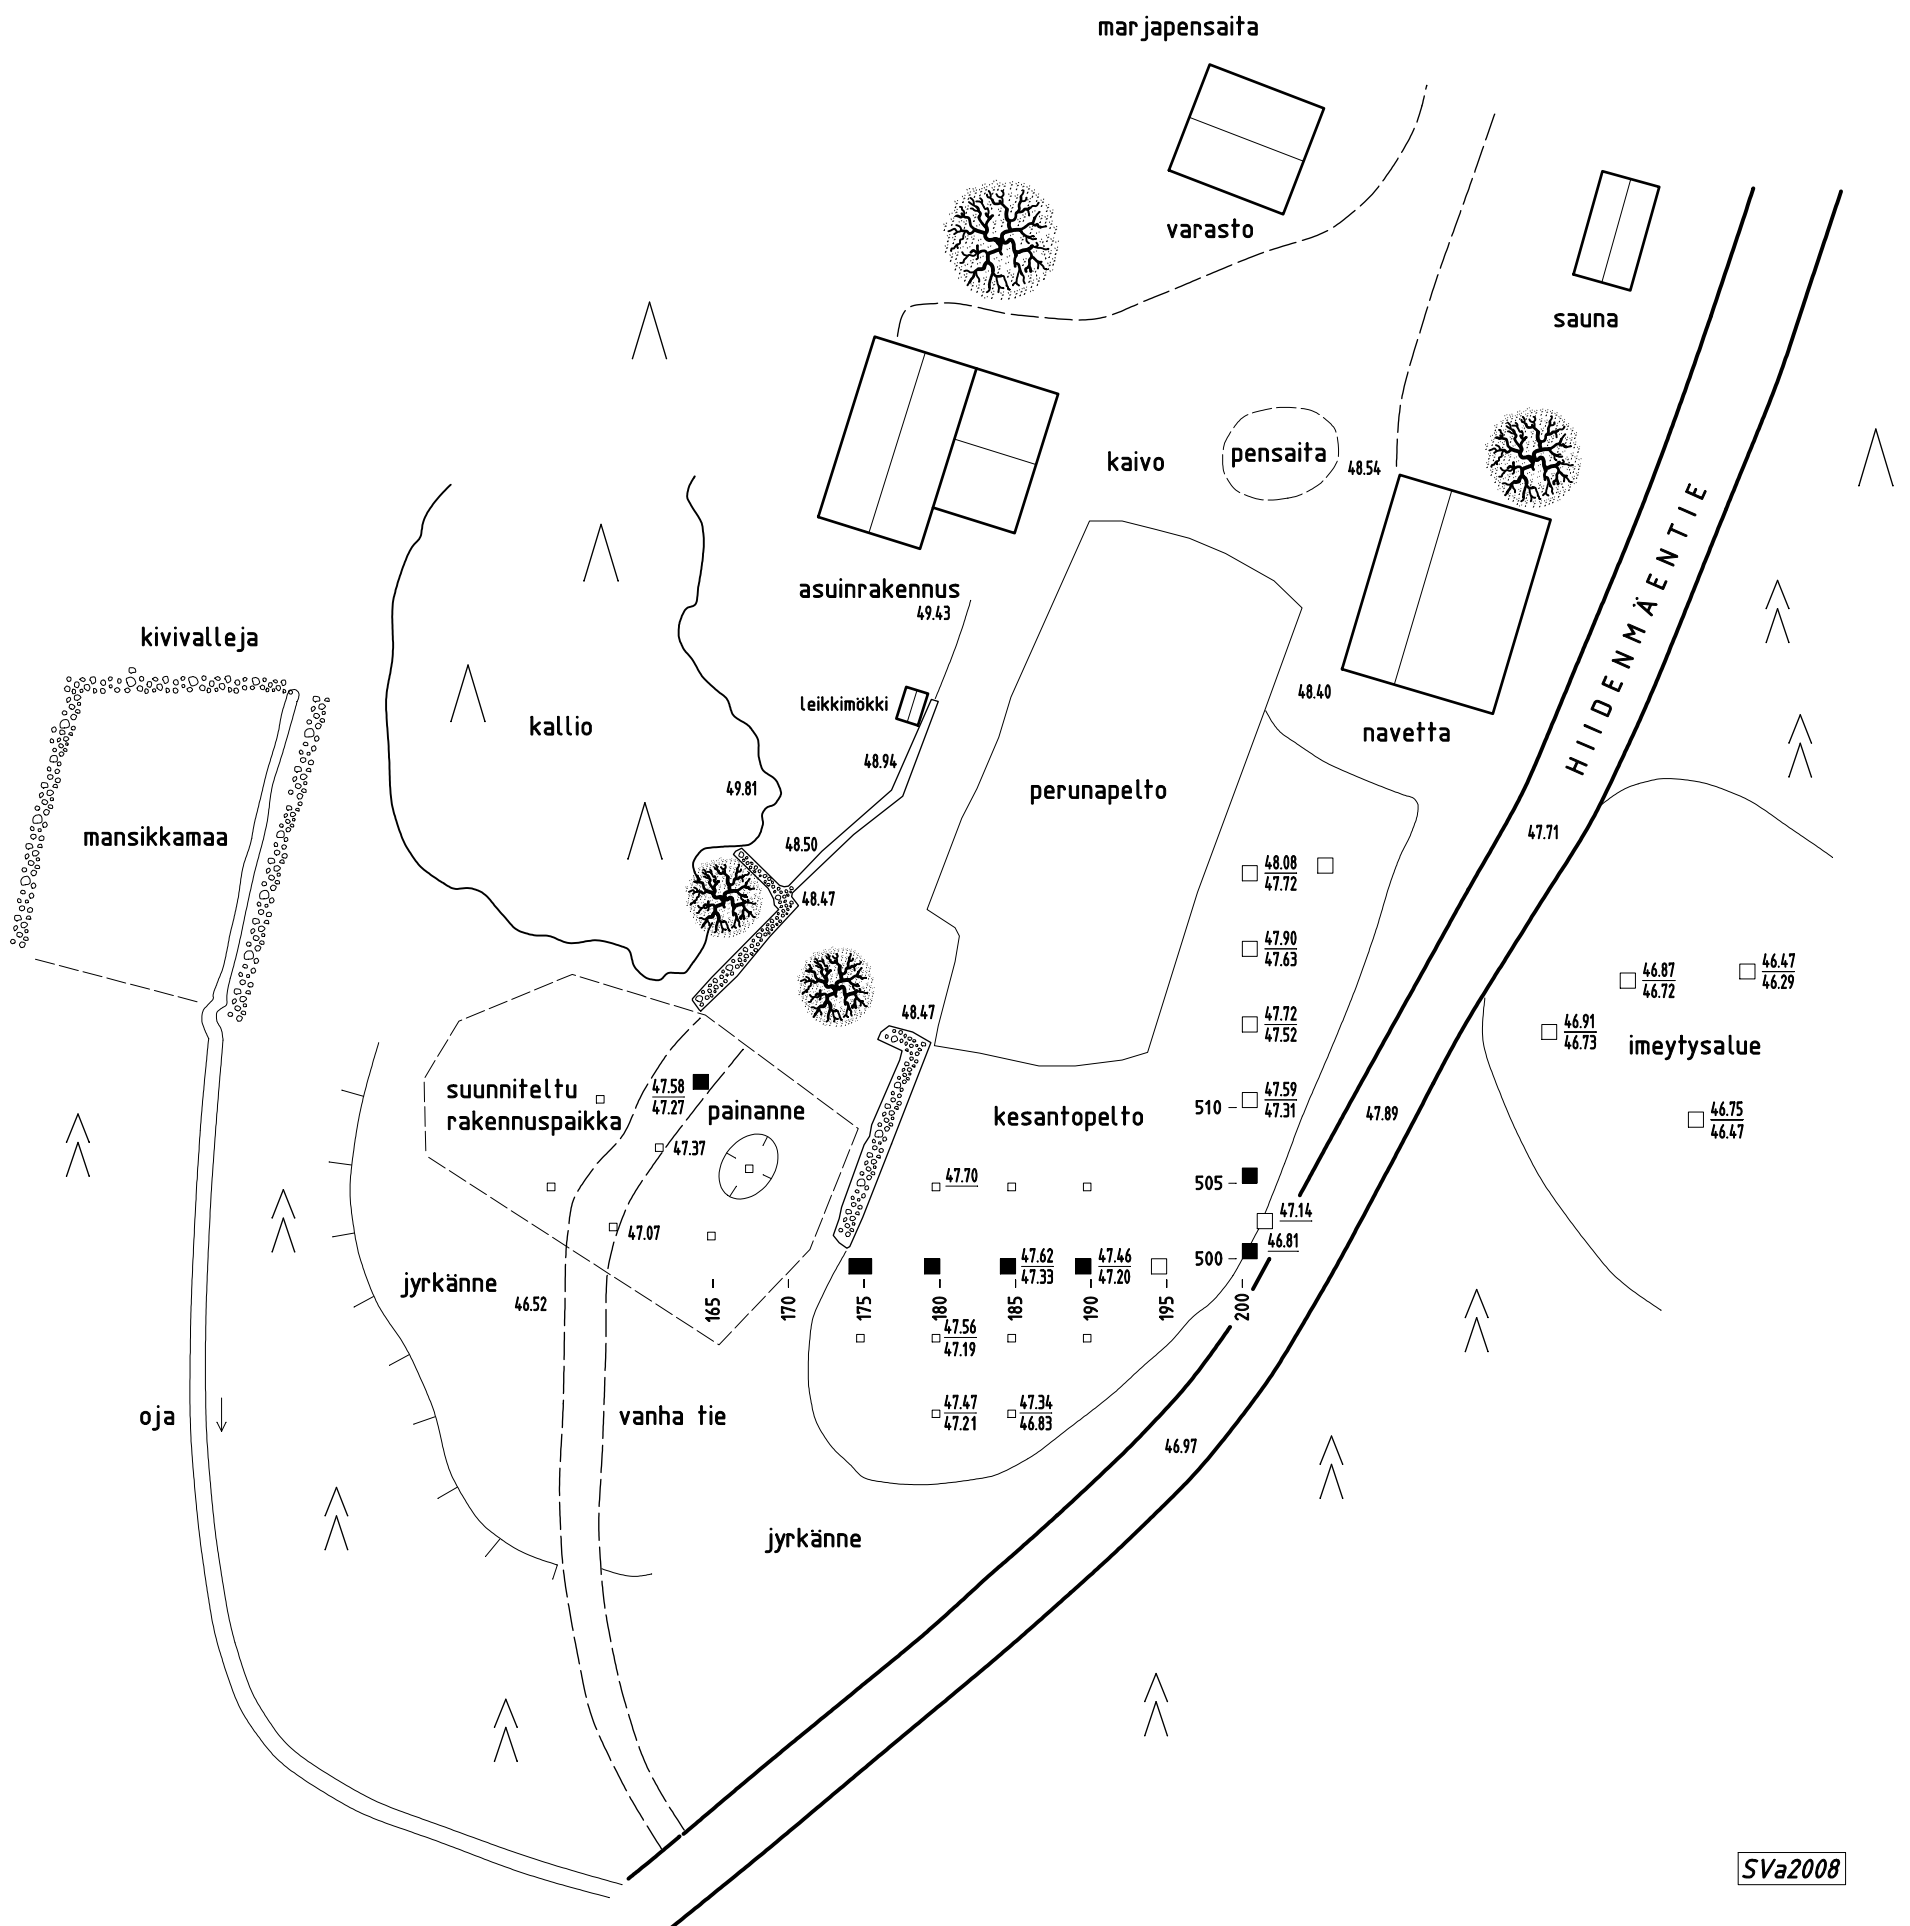 marjapensaita
varasto
sauna
kaivo
pensaita
48.54
HIIDENMÄENTIE
asuinrakennus
49.43
kivivalleja
leikkimökki
48.40
kallio
navetta
48.94
49.81
perunapelto
mansikkamaa
47.71
48.50
48.08
47.72
48.47
47.90
47.63
46.87
46.72
46.47
46.29
48.47
47.72
47.52
46.91
46.73
imeytysalue
suunniteltu
rakennuspaikka
47.58
47.27
painanne
kesantopelto
510
47.59
47.31
47.89
46.75
46.47
47.37
47.70
505
47.07
47.14
46.81
500
jyrkänne
46.52
47.62
47.33
47.46
47.20
165
170
175
180
185
190
195
200
47.56
47.19
oja
vanha tie
47.47
47.21
47.34
46.83
46.97
jyrkänne
SVa2008